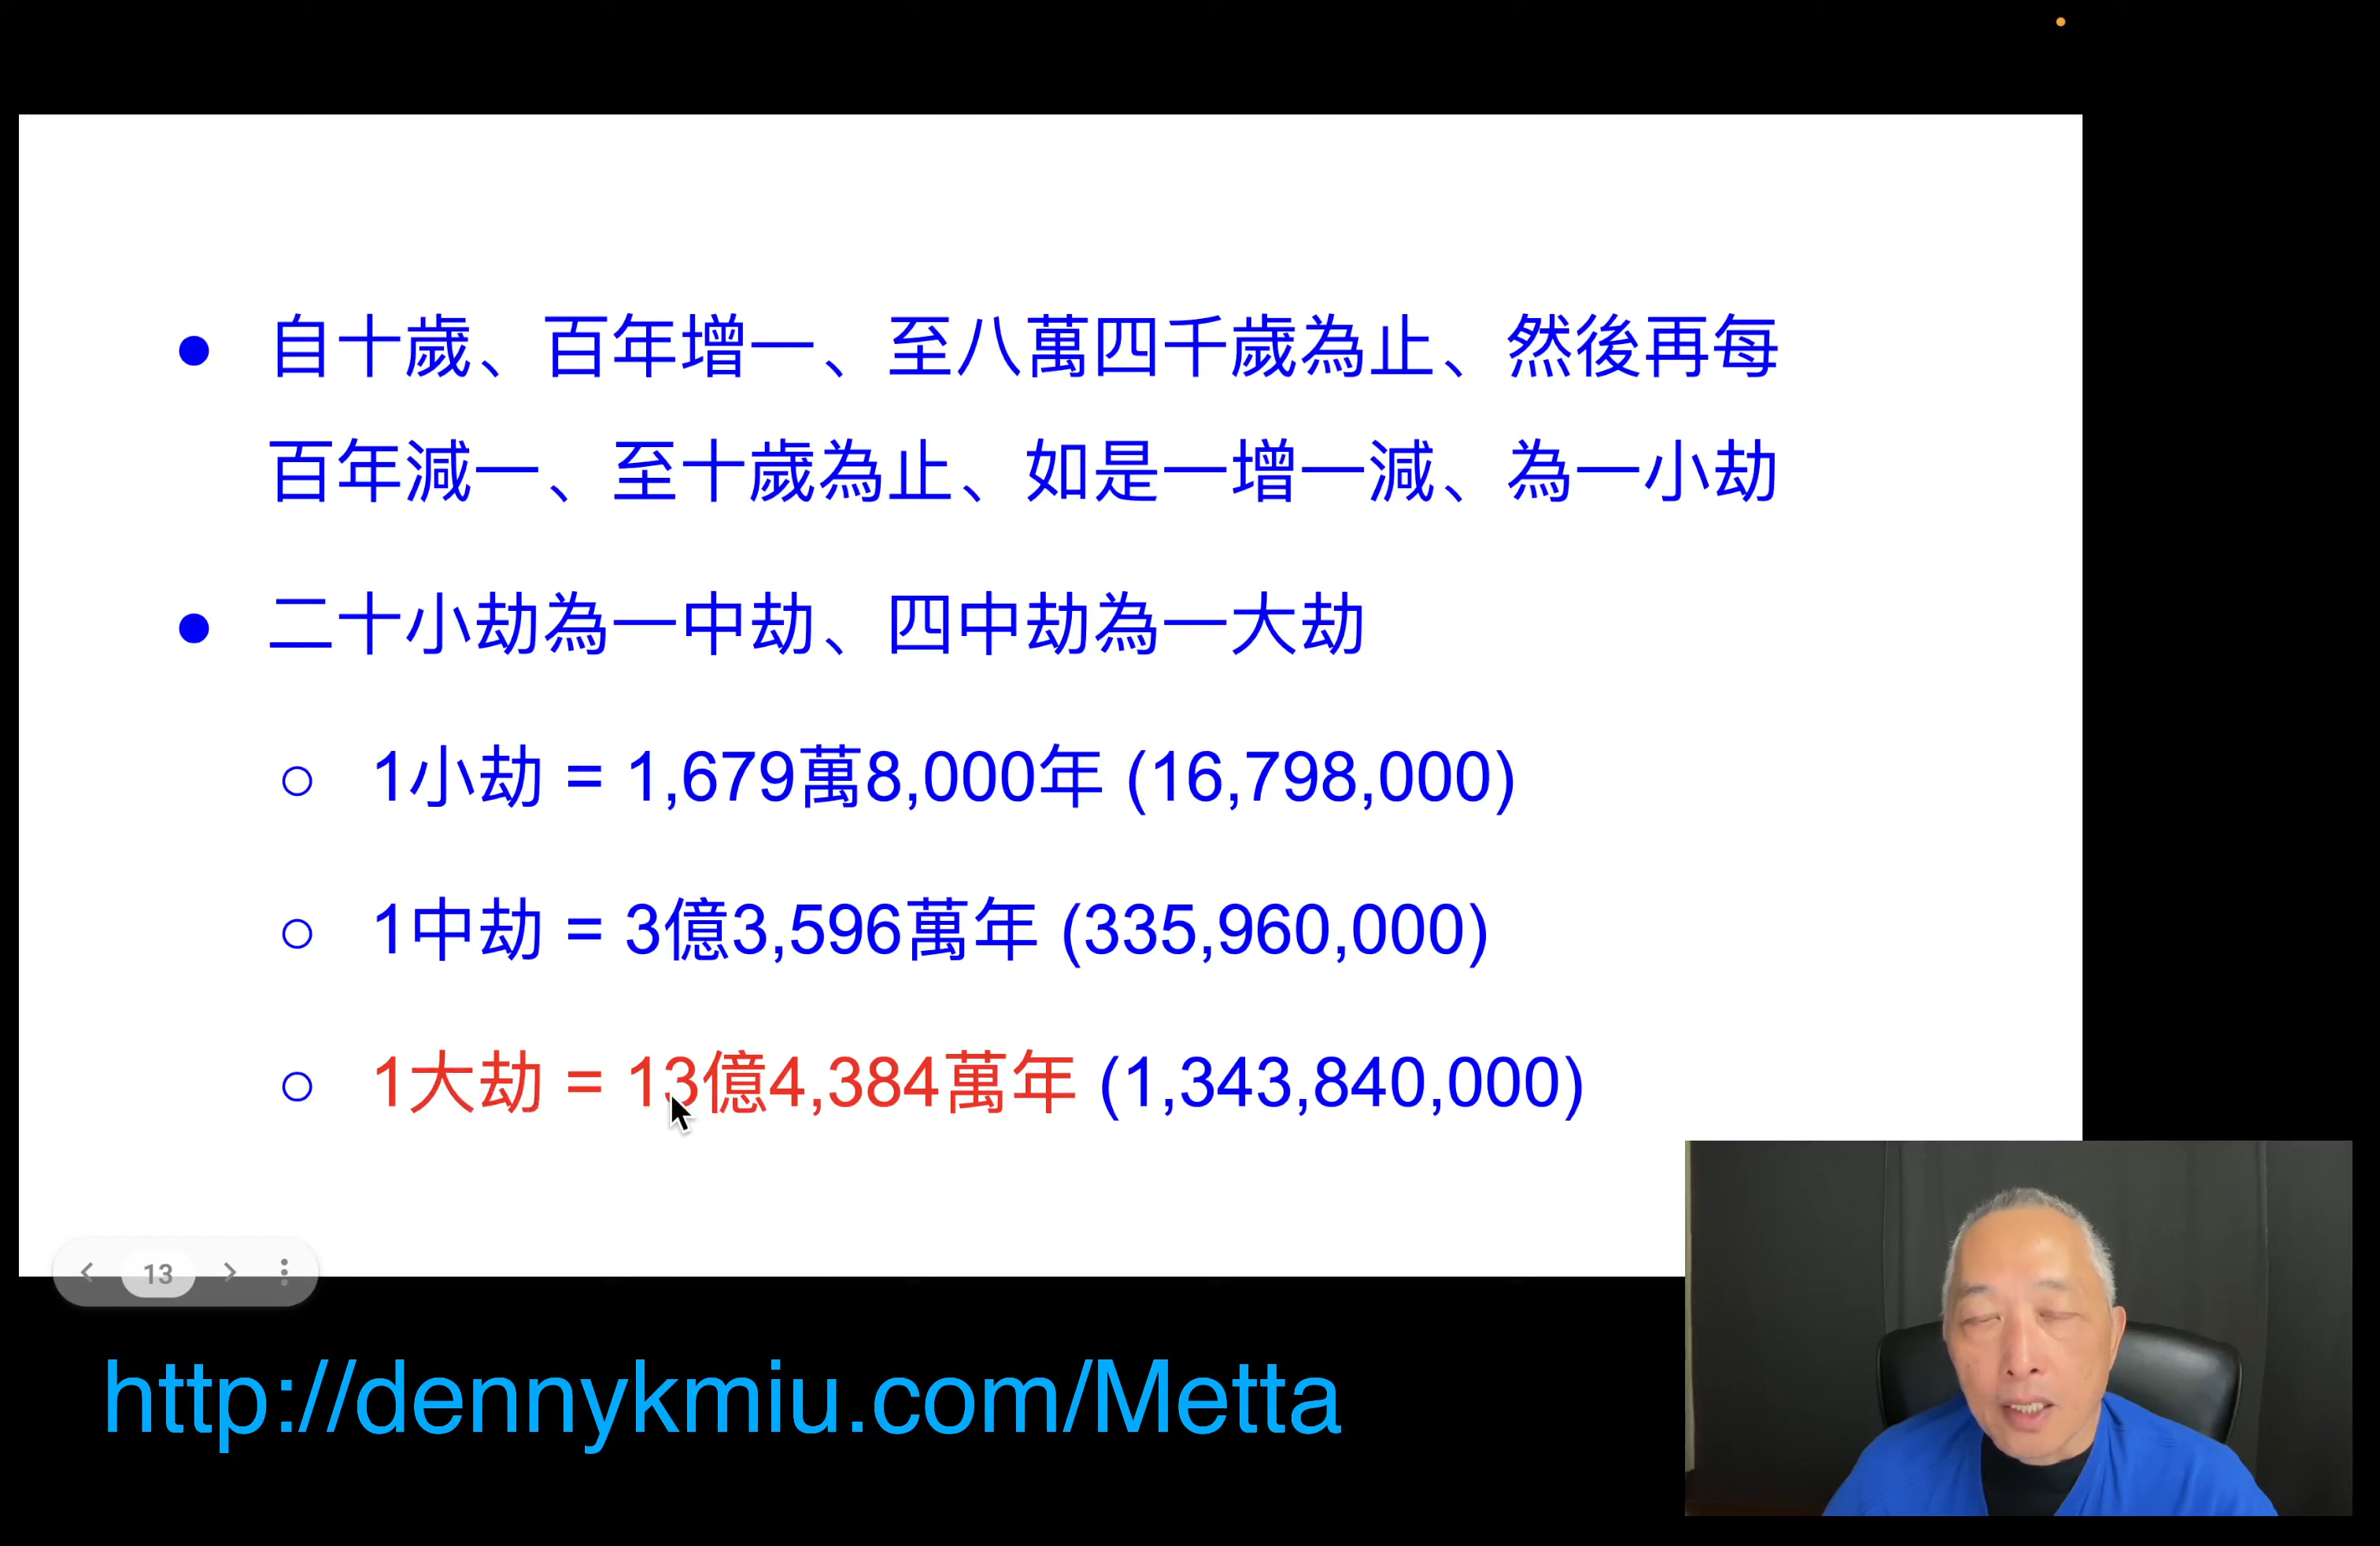 ● 自十歲、百年增一、至八萬四千歲為止、然後再每
百年減一、至十歲為止、如是一增一減、為一小劫
● 二十小劫為一中劫、四中劫為一大劫
○ 1小劫 = 1,679萬8,000年 (16,798,000)
○ 1中劫 = 3億3,596萬年 (335,960,000)
○ 1大劫 = 13億4,384萬年 (1,343,840,000)
13
http://dennykmiu.com/Metta